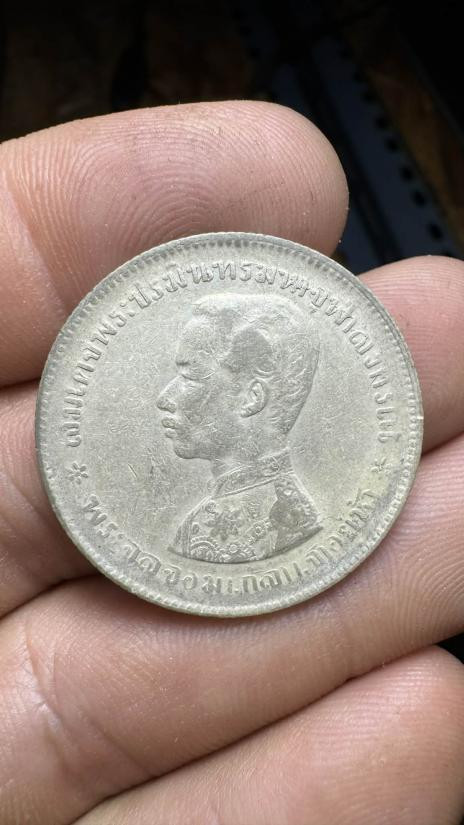 สมเด็จพระปรมินทรมหาจุฬาลงกรณ์
พระจุลจอมเกล้าเจ้าอยู่หัว